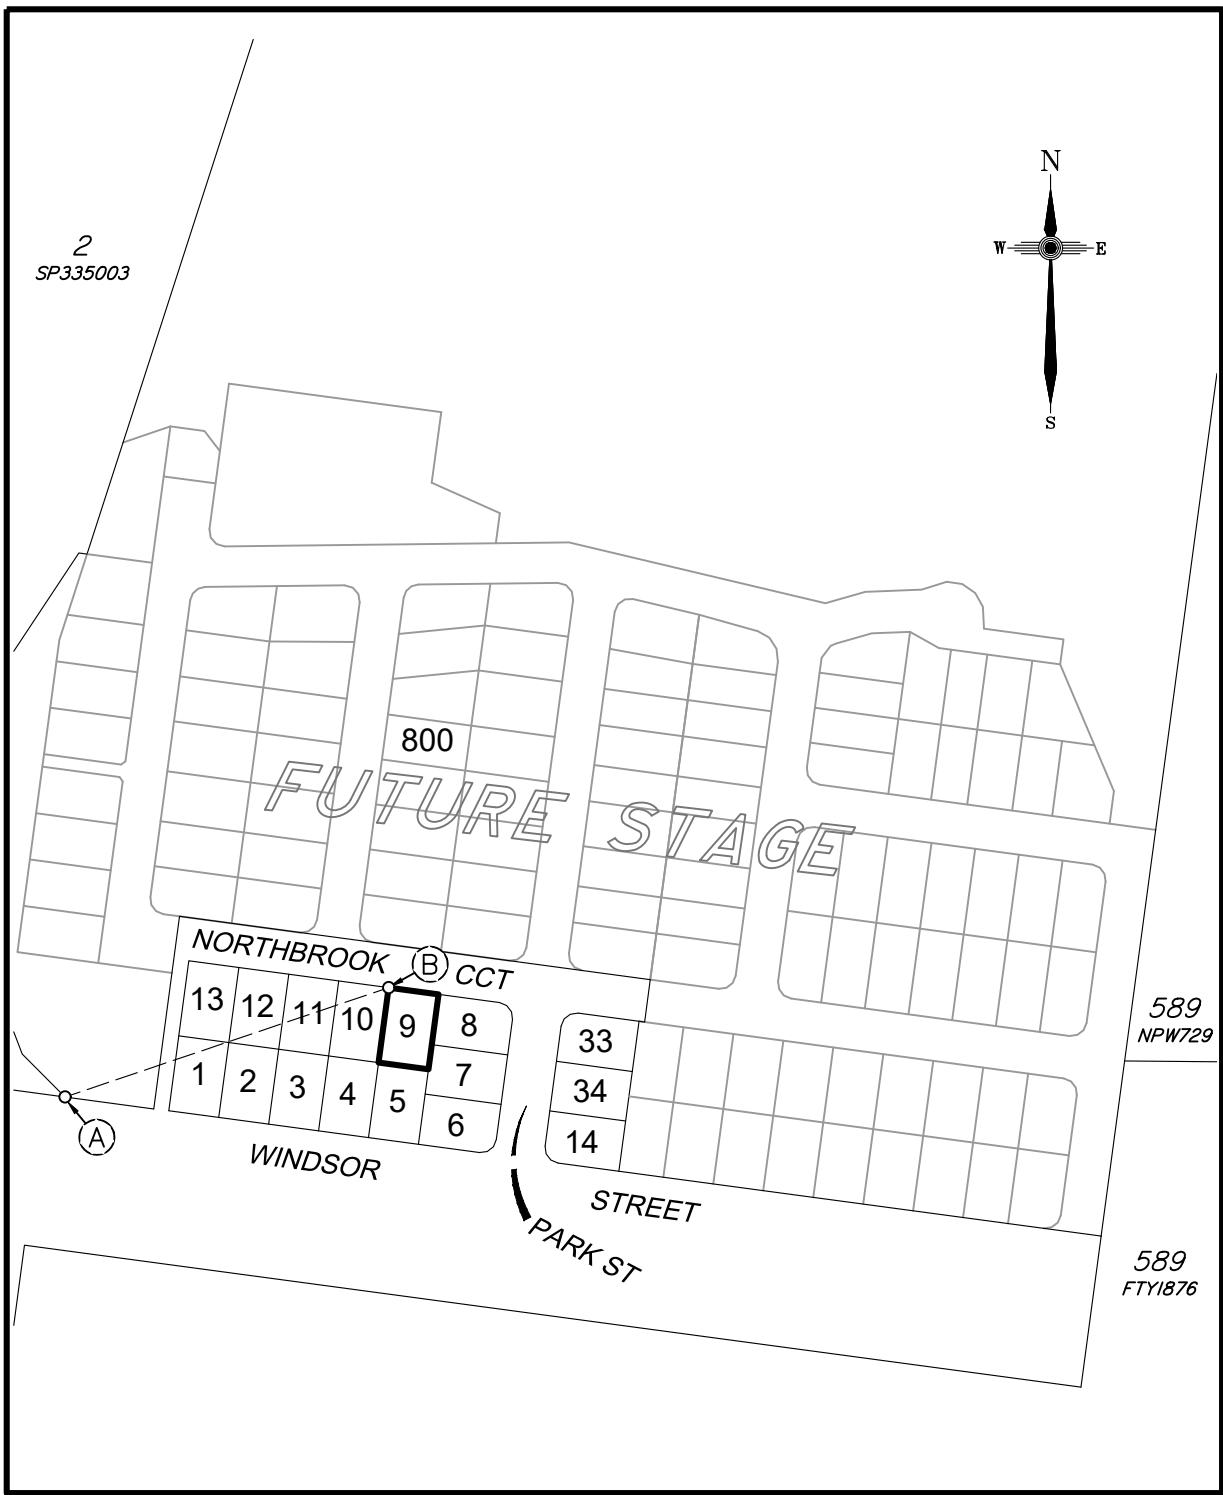 N
2
SP335003
W E
S
800
FUTURE STAGE
NORTHBROOK CCT
B
13 12 11 10 9 8
33
589
NPW729
1 2 3 4 5 7
34
6
14
A
WINDSOR STREET
PARK ST
589
FTY1876